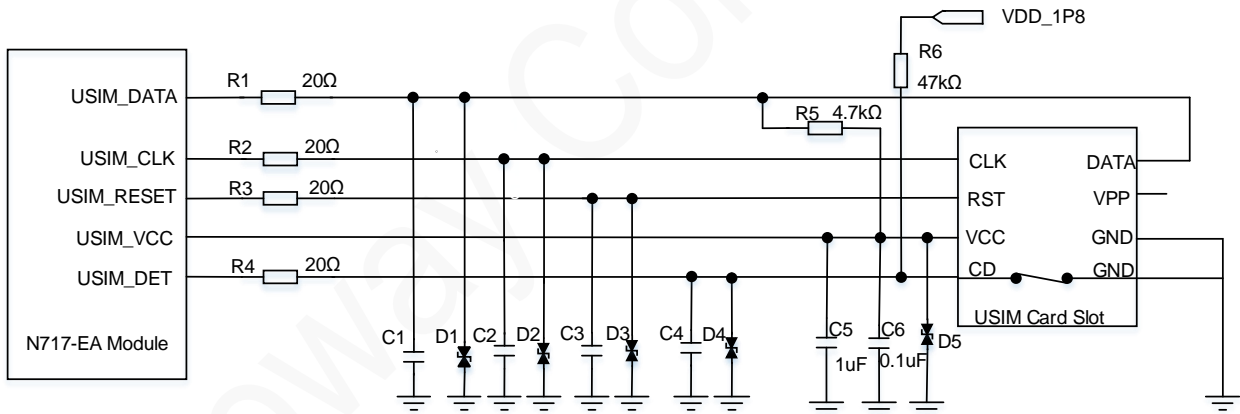 VDD_1P8
R6
47kΩ
R1 20Ω
USIM_DATA
R5 4.7kΩ
R2 20Ω
USIM_CLK
CLK DATA
R3 20Ω
USIM_RESET
RST VPP
USIM_VCC
VCC GND
R4 20Ω
USIM_DET
CD GND
USIM Card Slot
N717-EA Module
C1 D1 C2 D2 C3 D3 C4 D4 C5 C6 D5
1uF 0.1uF